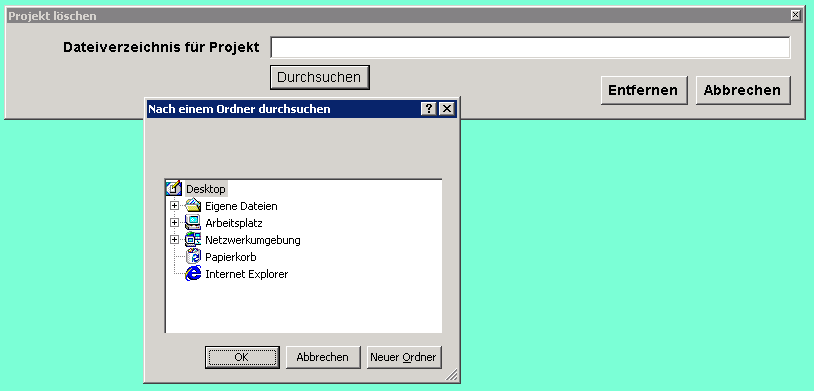 Projekt löschen
Dateiverzeichnis für Projekt
Durchsuchen
Entfernen
Abbrechen
Nach einem Ordner durchsuchen
Desktop
Eigene Dateien
Arbeitsplatz
Netzwerkumgebung
Papierkorb
Internet Explorer
OK
Abbrechen
Neuer Ordner